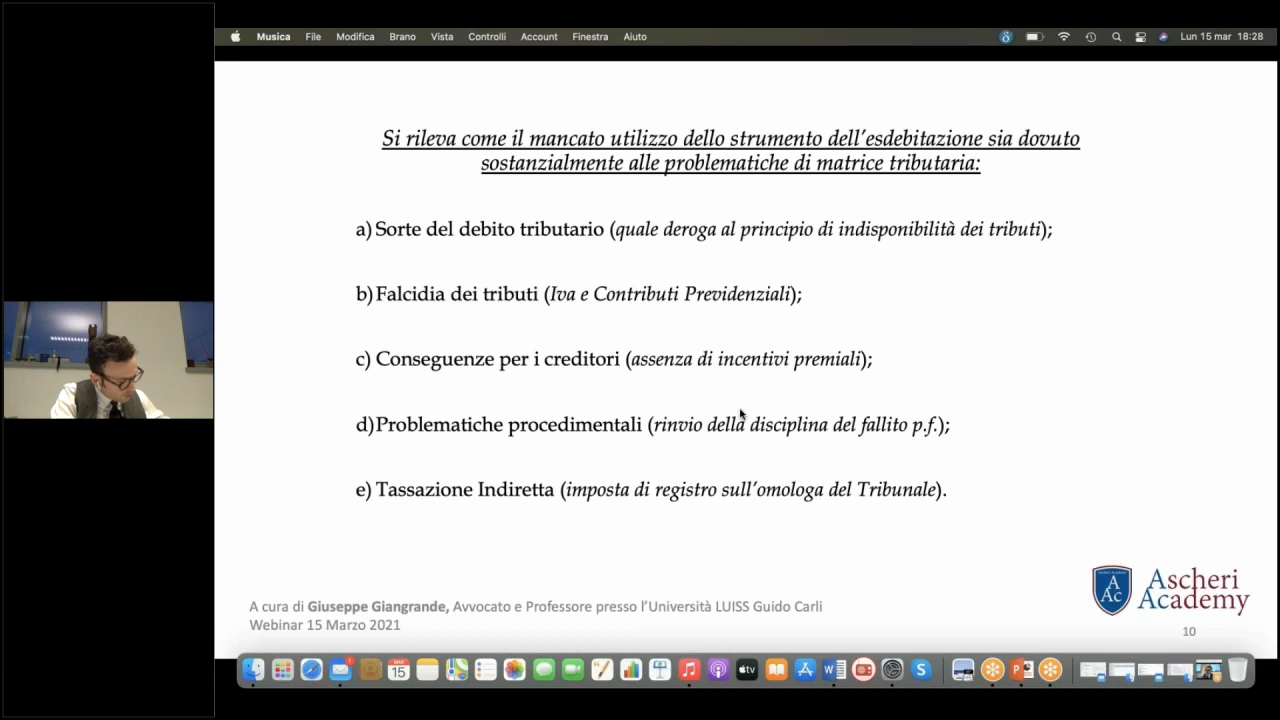 Musica File Modifica Brano Vista Controlli Account Finestra Aiuto Lun 15 mar 18:28
Si rileva come il mancato utilizzo dello strumento dell'esdebitazione sia dovuto
sostanzialmente alle problematiche di matrice tributaria:
a) Sorte del debito tributario (quale deroga al principio di indisponibilità dei tributi);
b) Falcidia dei tributi (Iva e Contributi Previdenziali);
c) Conseguenze per i creditori (assenza di incentivi premiali);
d) Problematiche procedimentali (rinvio della disciplina del fallito p.f.);
e) Tassazione Indiretta (imposta di registro sull'omologa del Tribunale).
A cura di Giuseppe Giangrande, Avvocato e Professore presso l'Università LUISS Guido Carli
Webinar 15 Marzo 2021
A
Ac
Ascheri
Academy
10
15
tv
W
S
P